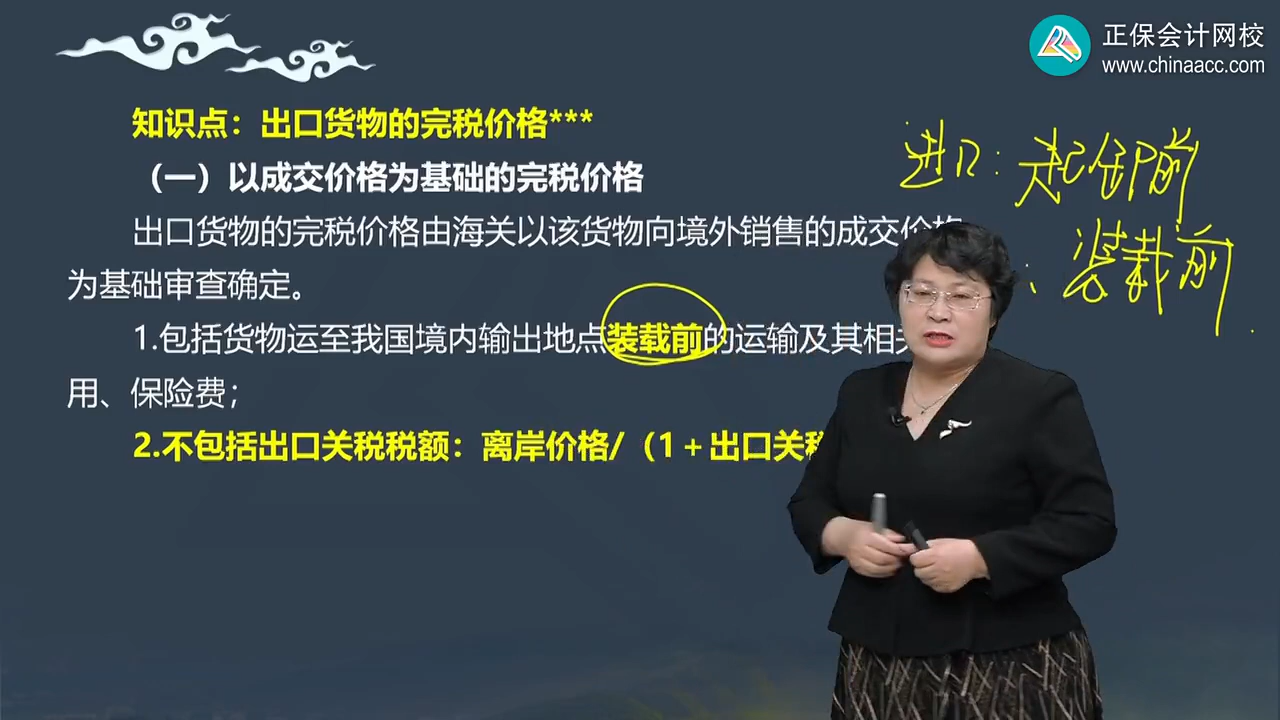 正保会计网校
www.chinaacc.com
知识点：出口货物的完税价格***
（一）以成交价格为基础的完税价格
出口货物的完税价格由海关以该货物向境外销售的成交价格
为基础审查确定。
1.包括货物运至我国境内输出地点装载前的运输及其相关
用、保险费；
2.不包括出口关税税额：离岸价格/（1＋出口关税
进口：起卸前
：装载前